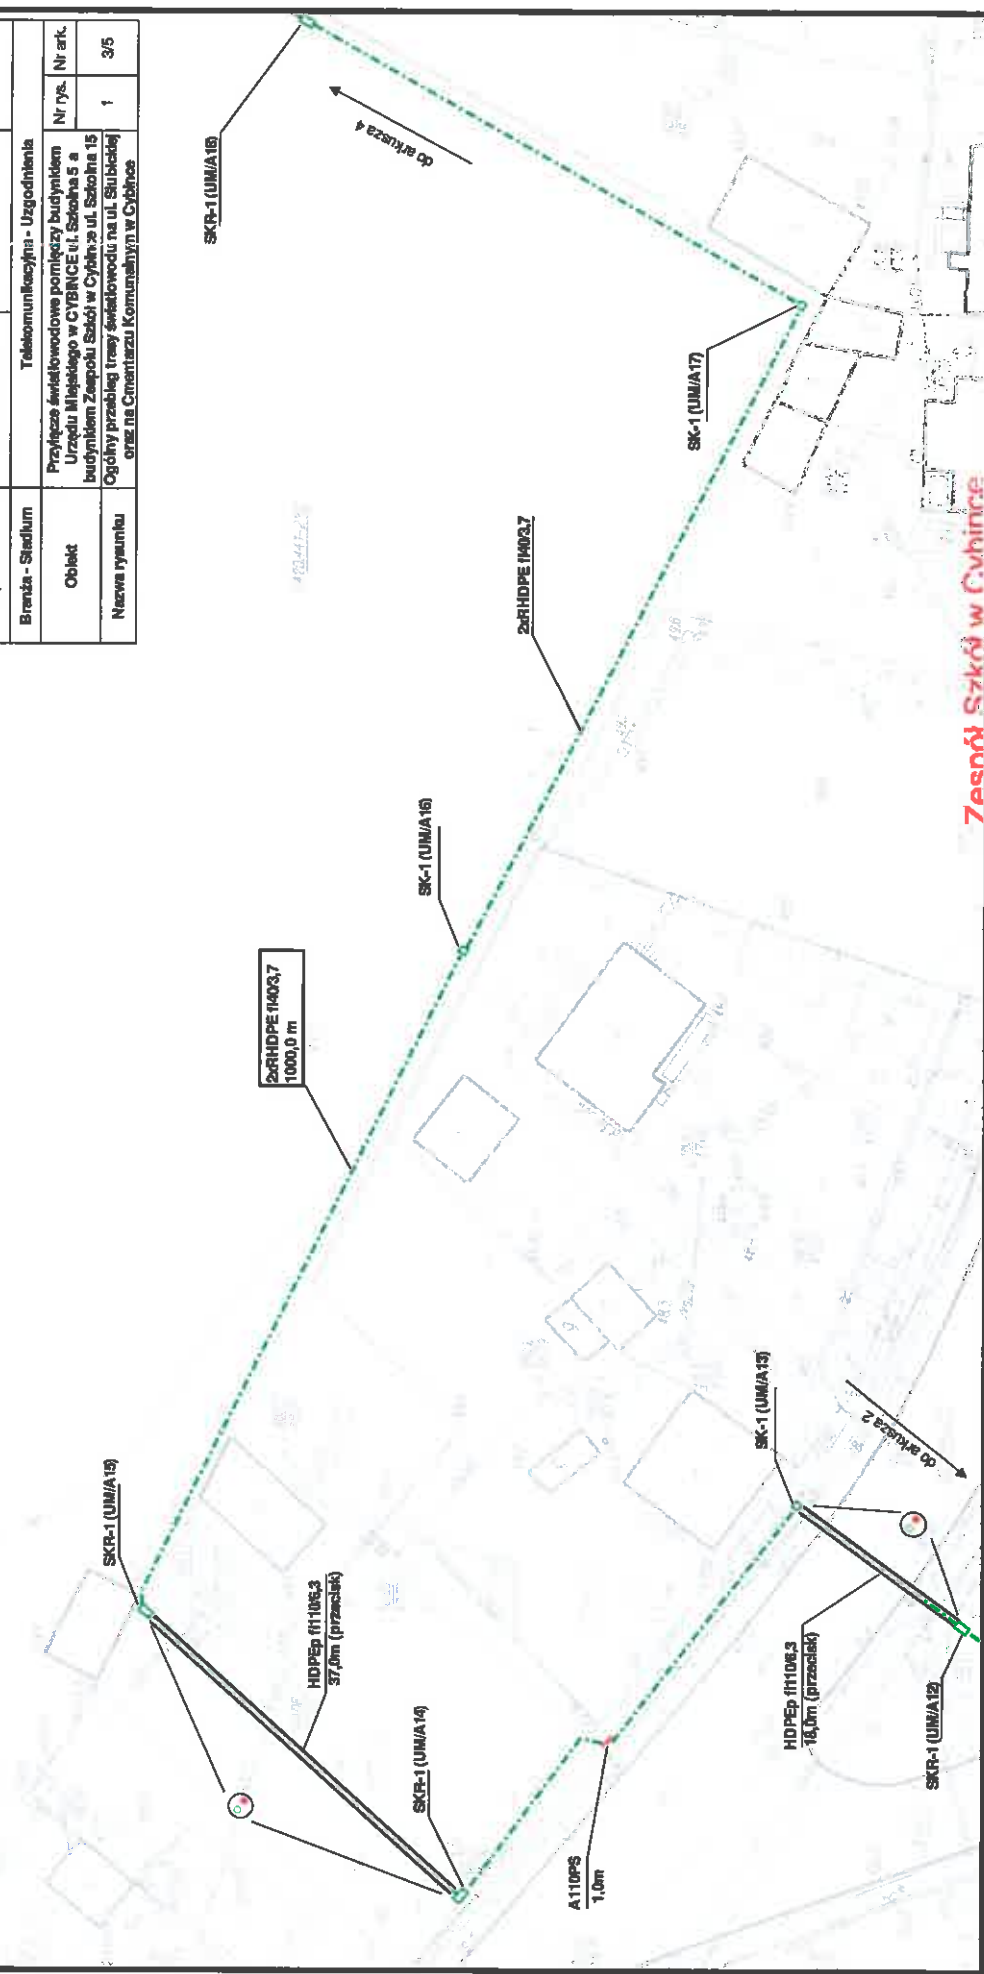 Branża - Stadium
Telekomunikacyjna - Uzgodnienia
Obiekt
Przyłącze światłowodowe pomiędzy budynkiem
Urzędu Miejskiego w CYBINCE ul. Szkolna 5 a
budynkiem Zespołu Szkół w Cybince ul. Szkolna 15
Nr rys.
Nr ark.
1
3/5
Nazwa rysunku
Ogólny przebieg trasy światłowodu na ul. Słubickiej
oraz na Cmentarzu Komunalnym w Cybince
SKR-1 (UM/A18)
do arkusza 4
SK-1 (UM/A17)
2xRHDPE fi40/3,7
SK-1 (UM/A16)
2xRHDPE fi40/3,7
1000,0 m
SKR-1 (UM/A15)
HDPEp fi110/6,3
37,0m (przecisk)
SKR-1 (UM/A14)
A110PS
1,0m
SK-1 (UM/A13)
do arkusza 2
HDPEp fi110/6,3
18,0m (przecisk)
SKR-1 (UM/A12)
Zespół Szkół w Cybince